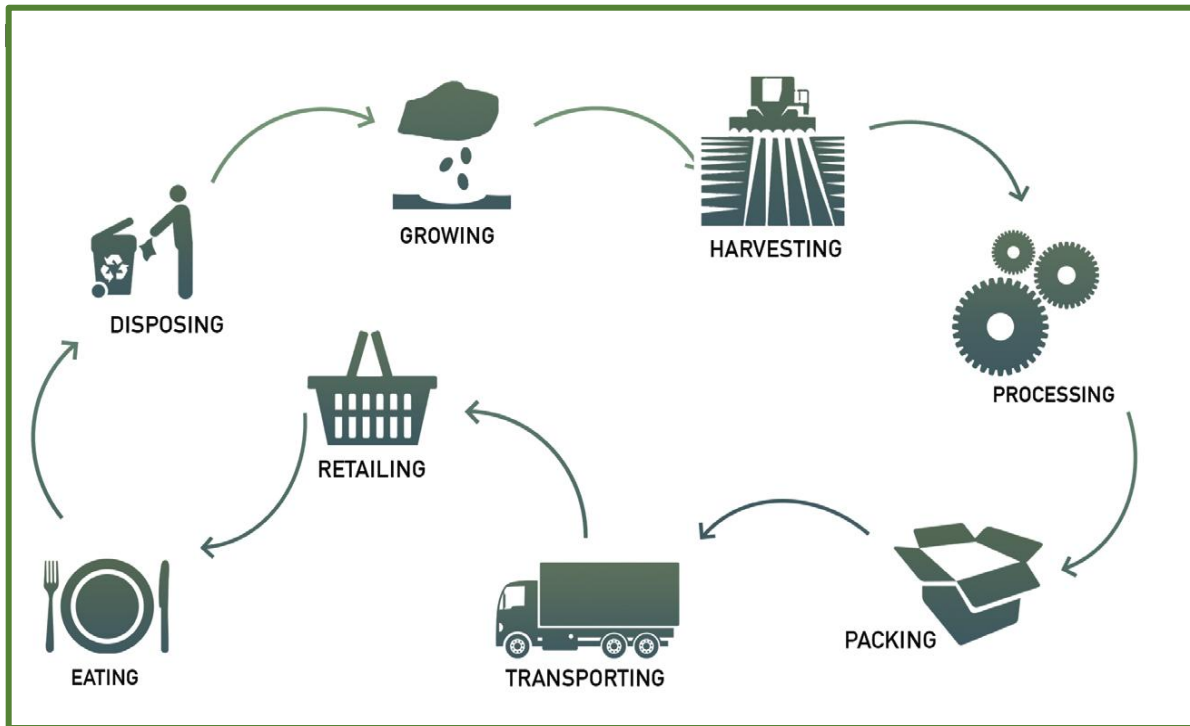 GROWING
HARVESTING
PROCESSING
PACKING
TRANSPORTING
RETAILING
EATING
DISPOSING